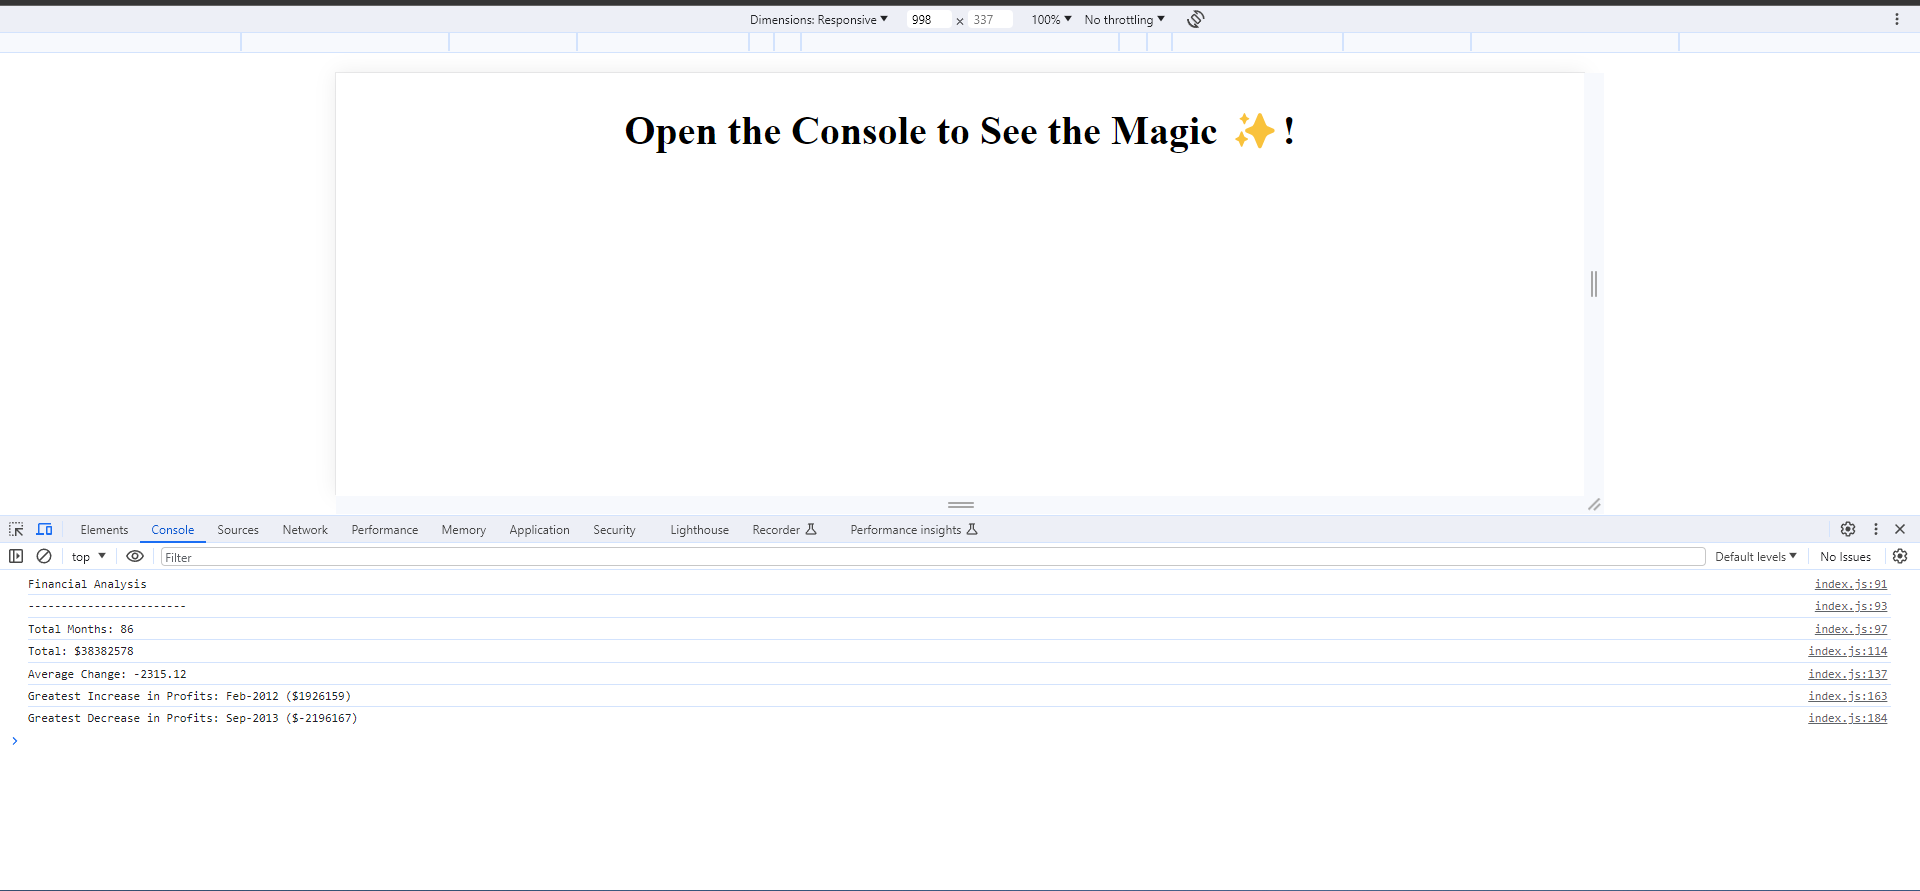 Dimensions: Responsive ▼ 998 × 337 100% ▼ No throttling ▼
Open the Console to See the Magic ✨!
Elements Console Sources Network Performance Memory Application Security Lighthouse Recorder Performance insights
top ▼ Filter Default levels ▼ No Issues
Financial Analysis index.js:91
------------------------ index.js:93
Total Months: 86 index.js:97
Total: $38382578 index.js:114
Average Change: -2315.12 index.js:137
Greatest Increase in Profits: Feb-2012 ($1926159) index.js:163
Greatest Decrease in Profits: Sep-2013 ($-2196167) index.js:184